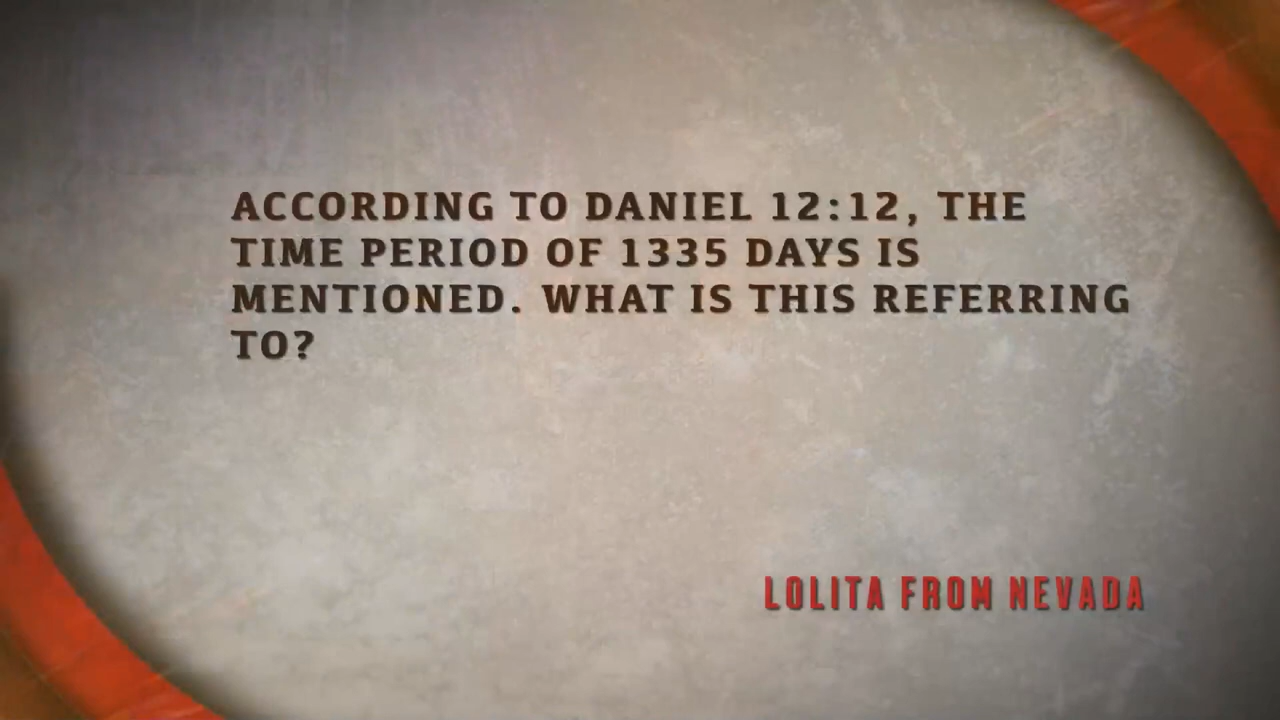 ACCORDING TO DANIEL 12:12, THE
TIME PERIOD OF 1335 DAYS IS
MENTIONED. WHAT IS THIS REFERRING
TO?
LOLITA FROM NEVADA